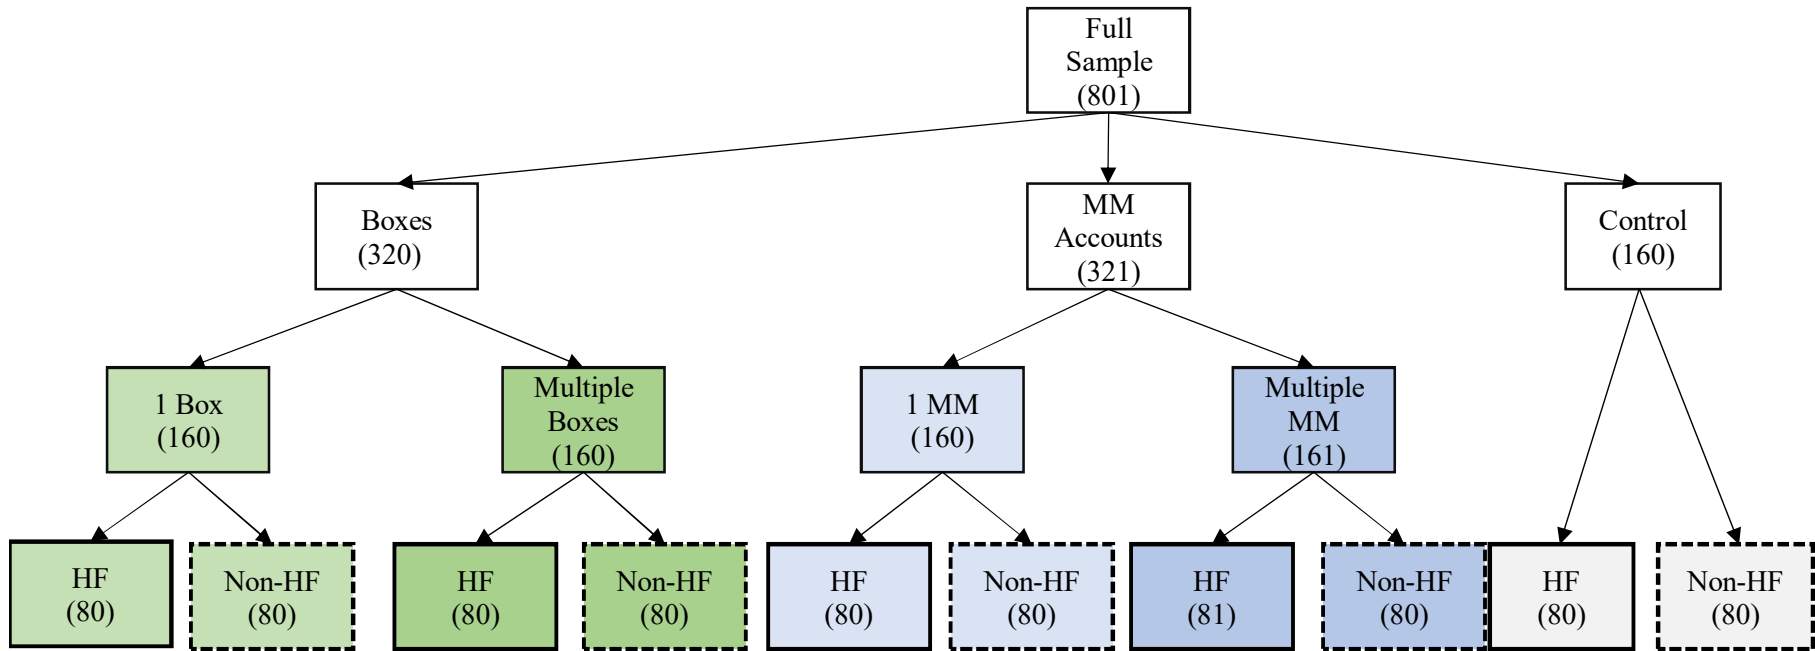 Full
Sample
(801)
Boxes
(320)
MM
Accounts
(321)
Control
(160)
1 Box
(160)
Multiple
Boxes
(160)
1 MM
(160)
Multiple
MM
(161)
HF
(80)
Non-HF
(80)
HF
(80)
Non-HF
(80)
HF
(80)
Non-HF
(80)
HF
(81)
Non-HF
(80)
HF
(80)
Non-HF
(80)